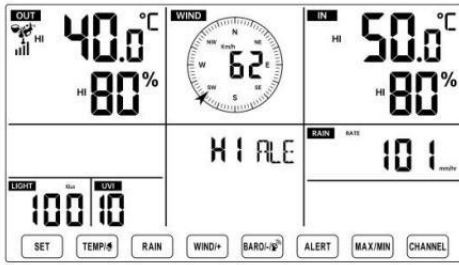 OUT
HI 40.0°C
HI 80%
WIND
N
NW NE
Km/h
W 62 E
SW SE
S
IN
HI 50.0°C
HI 80%
HI ALE
RAIN RATE
101 mm/hr
LIGHT Klux UVI
100 10
SET TEMP/ RAIN WIND/+ BARO/-/ ALERT MAX/MIN CHANNEL